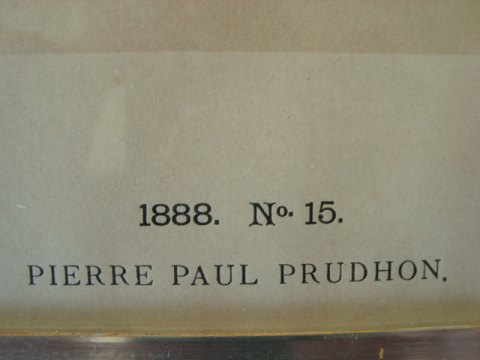 1888. No. 15.
PIERRE PAUL PRUDHON.